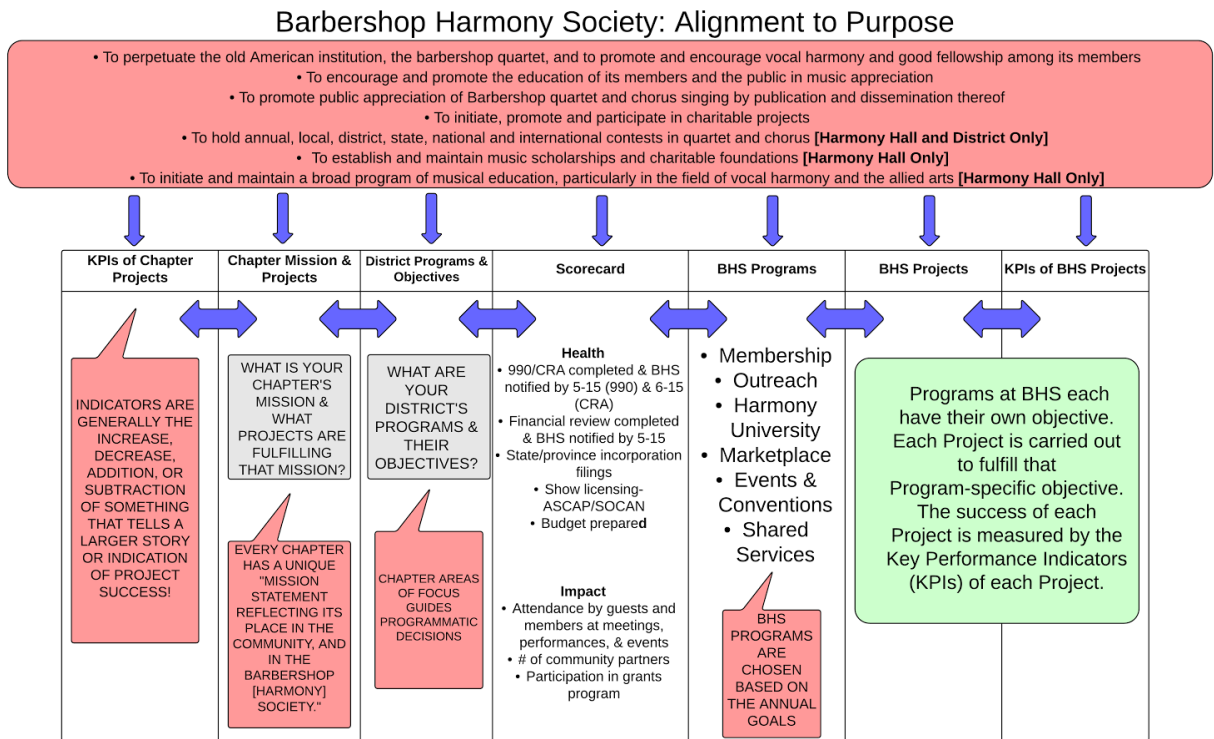 Barbershop Harmony Society: Alignment to Purpose
• To perpetuate the old American institution, the barbershop quartet, and to promote and encourage vocal harmony and good fellowship among its members
• To encourage and promote the education of its members and the public in music appreciation
• To promote public appreciation of Barbershop quartet and chorus singing by publication and dissemination thereof
• To initiate, promote and participate in charitable projects
• To hold annual, local, district, state, national and international contests in quartet and chorus [Harmony Hall and District Only]
• To establish and maintain music scholarships and charitable foundations [Harmony Hall Only]
• To initiate and maintain a broad program of musical education, particularly in the field of vocal harmony and the allied arts [Harmony Hall Only]
KPIs of Chapter
Projects
Chapter Mission &
Projects
District Programs &
Objectives
Scorecard
BHS Programs
BHS Projects
KPIs of BHS Projects
INDICATORS ARE
GENERALLY THE
INCREASE,
DECREASE,
ADDITION, OR
SUBTRACTION
OF SOMETHING
THAT TELLS A
LARGER STORY
OR INDICATION
OF PROJECT
SUCCESS!
WHAT IS YOUR
CHAPTER'S
MISSION &
WHAT
PROJECTS ARE
FULFILLING
THAT MISSION?
EVERY CHAPTER
HAS A UNIQUE
"MISSION
STATEMENT
REFLECTING ITS
PLACE IN THE
COMMUNITY, AND
IN THE
BARBERSHOP
[HARMONY]
SOCIETY."
WHAT ARE
YOUR
DISTRICT'S
PROGRAMS &
THEIR
OBJECTIVES?
CHAPTER AREAS
OF FOCUS
GUIDES
PROGRAMMATIC
DECISIONS
Health
• 990/CRA completed & BHS
notified by 5-15 (990) & 6-15
(CRA)
• Financial review completed
& BHS notified by 5-15
• State/province incorporation
filings
• Show licensing-
ASCAP/SOCAN
• Budget prepared
Impact
• Attendance by guests and
members at meetings,
performances, & events
• # of community partners
• Participation in grants
program
• Membership
• Outreach
• Harmony
University
• Marketplace
• Events &
Conventions
• Shared
Services
BHS
PROGRAMS
ARE
CHOSEN
BASED ON
THE ANNUAL
GOALS
Programs at BHS each
have their own objective.
Each Project is carried out
to fulfill that
Program-specific objective.
The success of each
Project is measured by the
Key Performance Indicators
(KPIs) of each Project.